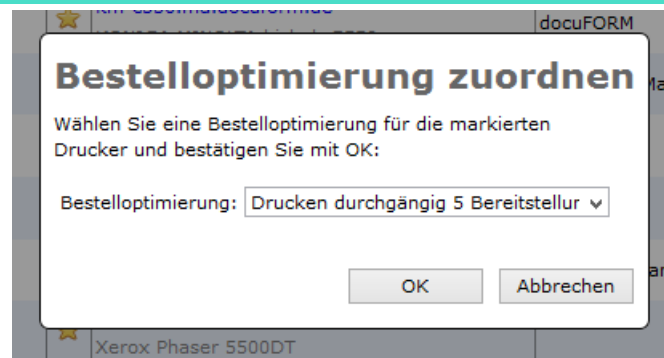 docuFORM
Bestelloptimierung zuordnen
Wählen Sie eine Bestelloptimierung für die markierten
Drucker und bestätigen Sie mit OK:
Bestelloptimierung: Drucken durchgängig 5 Bereitstellur
OK Abbrechen
Xerox Phaser 5500DT